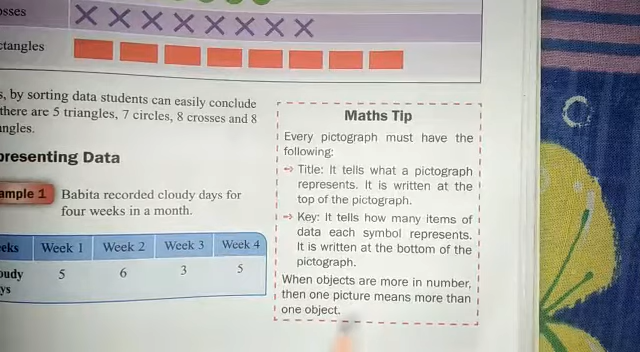 osses
ctangles
s, by sorting data students can easily conclude
there are 5 triangles, 7 circles, 8 crosses and 8
ngles.
presenting Data
ample 1 Babita recorded cloudy days for
four weeks in a month.
eks Week 1 Week 2 Week 3 Week 4
oudy 5 6 3 5
ys
Maths Tip
Every pictograph must have the
following:
⇨ Title: It tells what a pictograph
represents. It is written at the
top of the pictograph.
⇨ Key: It tells how many items of
data each symbol represents.
It is written at the bottom of the
pictograph.
When objects are more in number,
then one picture means more than
one object.